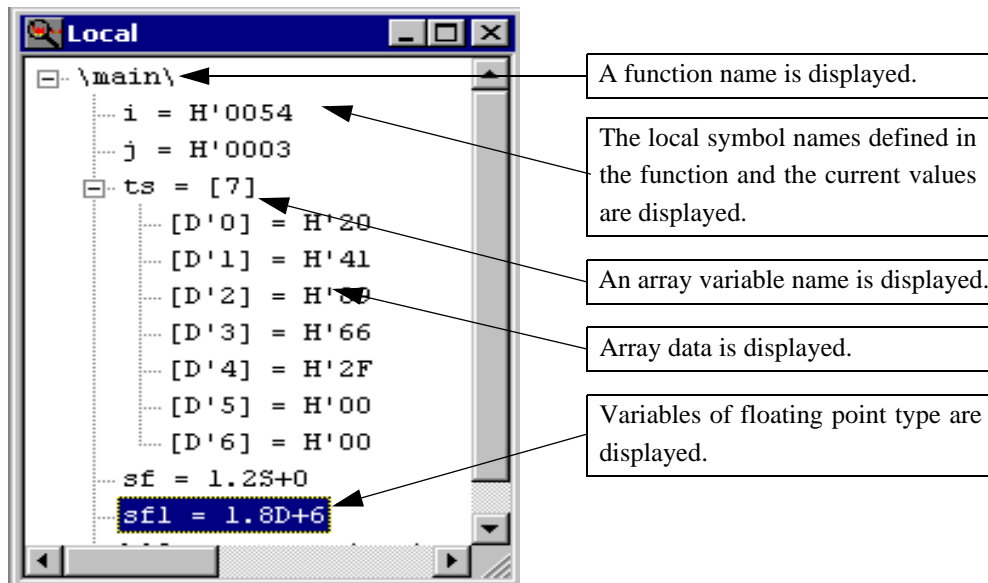 Local
\main\
i = H'0054
j = H'0003
ts = [7]
[D'0] = H'20
[D'1] = H'41
[D'2] =
[D'3] = H'66
[D'4] = H'2F
[D'5] = H'00
[D'6] = H'00
sf = 1.2S+0
sf1 = 1.8D+6
A function name is displayed.
The local symbol names defined in
the function and the current values
are displayed.
An array variable name is displayed.
Array data is displayed.
Variables of floating point type are
displayed.